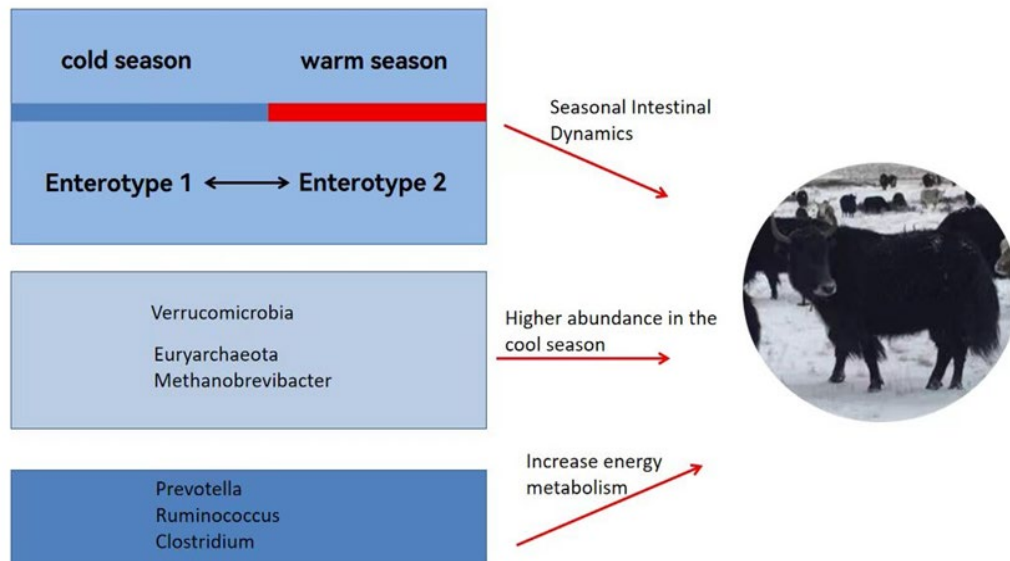 cold season
warm season
Enterotype 1
Enterotype 2
Seasonal Intestinal
Dynamics
Verrucomicrobia
Euryarchaeota
Methanobrevibacter
Higher abundance in the
cool season
Prevotella
Ruminococcus
Clostridium
Increase energy
metabolism